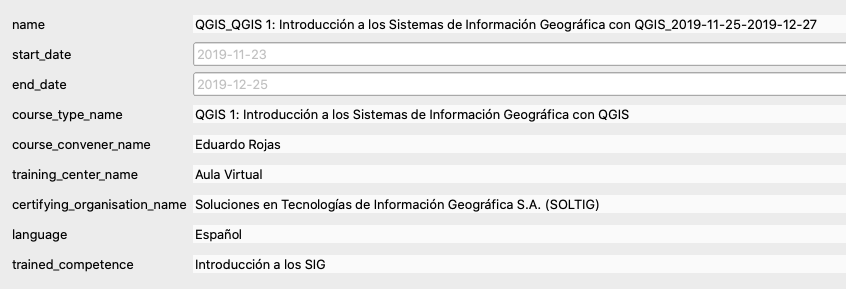 name QGIS_QGIS 1: Introducción a los Sistemas de Información Geográfica con QGIS_2019-11-25-2019-12-27
start_date 2019-11-23
end_date 2019-12-25
course_type_name QGIS 1: Introducción a los Sistemas de Información Geográfica con QGIS
course_convener_name Eduardo Rojas
training_center_name Aula Virtual
certifying_organisation_name Soluciones en Tecnologías de Información Geográfica S.A. (SOLTIG)
language Español
trained_competence Introducción a los SIG